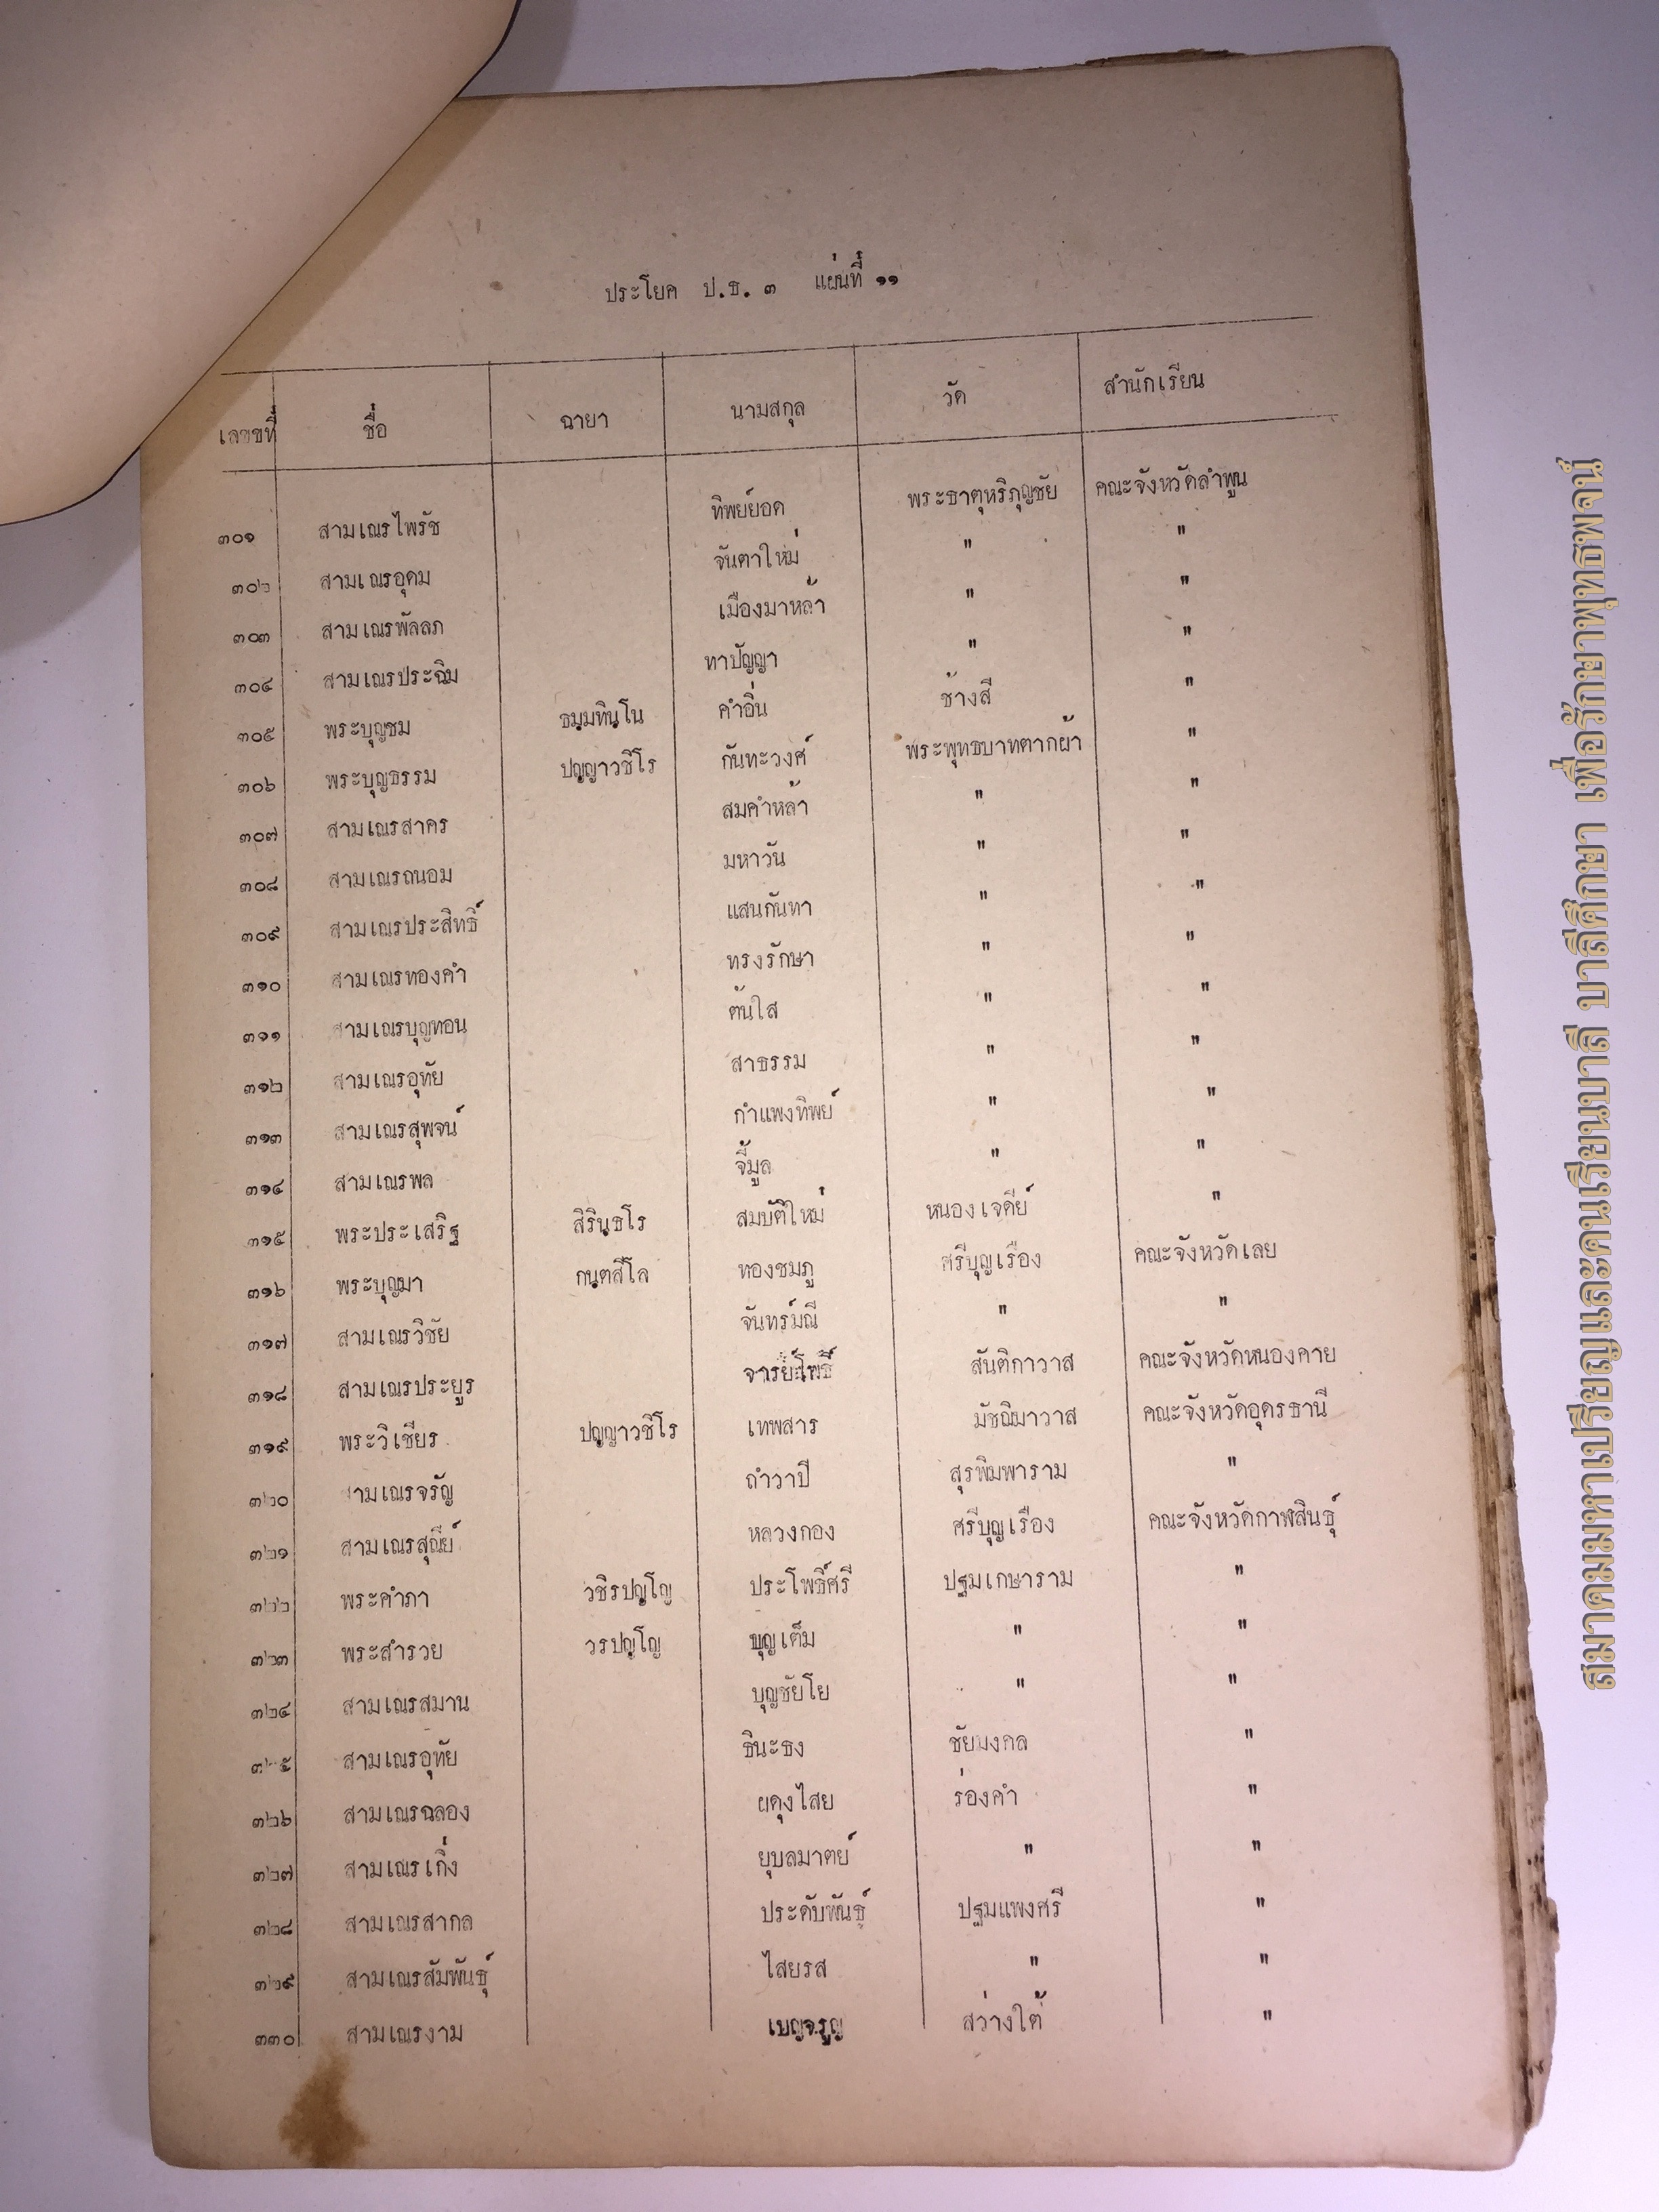 ประโยค ป.ธ. ๓ แผ่นที่ ๑๑
เลขที่ ชื่อ ฉายา นามสกุล วัด สำนักเรียน
๓๐๑ สามเณรไพรัช ทิพย์ยอด พระธาตุหริภุญชัย คณะจังหวัดลำพูน
๓๐๒ สามเณรอุดม จันตาใหม่ " "
๓๐๓ สามเณรพัลลภ เมืองมาหล้า " "
๓๐๔ สามเณรประฉิม ทาปัญญา " "
๓๐๕ พระบุญชม ธมฺมทินฺโน คำอิ่น ช้างสี "
๓๐๖ พระบุญธรรม ปญฺญาวชิโร กันทะวงศ์ พระพุทธบาทตากผ้า "
๓๐๗ สามเณรสาคร สมคำหล้า " "
๓๐๘ สามเณรถนอม มหาวัน " "
๓๐๙ สามเณรประสิทธิ์ แสนกันทา " "
๓๑๐ สามเณรทองคำ ทรงรักษา " "
๓๑๑ สามเณรบุญทอน ต้นใส " "
๓๑๒ สามเณรอุทัย สาธรรม " "
๓๑๓ สามเณรสุพจน์ กำแพงทิพย์ " "
๓๑๔ สามเณรพล จี้มูล " "
๓๑๕ พระประเสริฐ สิรินฺธโร สมบัติใหม่ หนองเจดีย์ "
๓๑๖ พระบุญมา กนฺตสีโล ทองชมภู ศรีบุญเรือง คณะจังหวัดเลย
๓๑๗ สามเณรวิชัย จันทร์มณี " "
๓๑๘ สามเณรประยูร จารย์โพธิ์ สันติกาวาส คณะจังหวัดหนองคาย
๓๑๙ พระวิเชียร ปญฺญาวชิโร เทพสาร มัชฌิมาวาส คณะจังหวัดอุดรธานี
๓๒๐ สามเณรจรัญ ถำวาปี สุรพิมพาราม "
๓๒๑ สามเณรสุณีย์ หลวงกอง ศรีบุญเรือง คณะจังหวัดกาฬสินธุ์
๓๒๒ พระคำภา วชิรปญฺโญ ประโพธิ์ศรี ปฐมเกษาราม "
๓๒๓ พระสำรวย วรปญฺโญ บุญเต็ม " "
๓๒๔ สามเณรสมาน บุญชัยโย " "
๓๒๕ สามเณรอุทัย ธินะธง ชัยมงคล "
๓๒๖ สามเณรฉลอง ผดุงไสย ร่องคำ "
๓๒๗ สามเณรเกิ่ง ยุบลมาตย์ " "
๓๒๘ สามเณรสากล ประดับพันธุ์ ปฐมแพงศรี "
๓๒๙ สามเณรสัมพันธุ์ ไสยรส " "
๓๓๐ สามเณรงาม เบญจรูญ สว่างใต้ "
สมาคมมหาเปรียญและคนเรียนบาลี บาลีศึกษา เพื่อรักษาพุทธพจน์